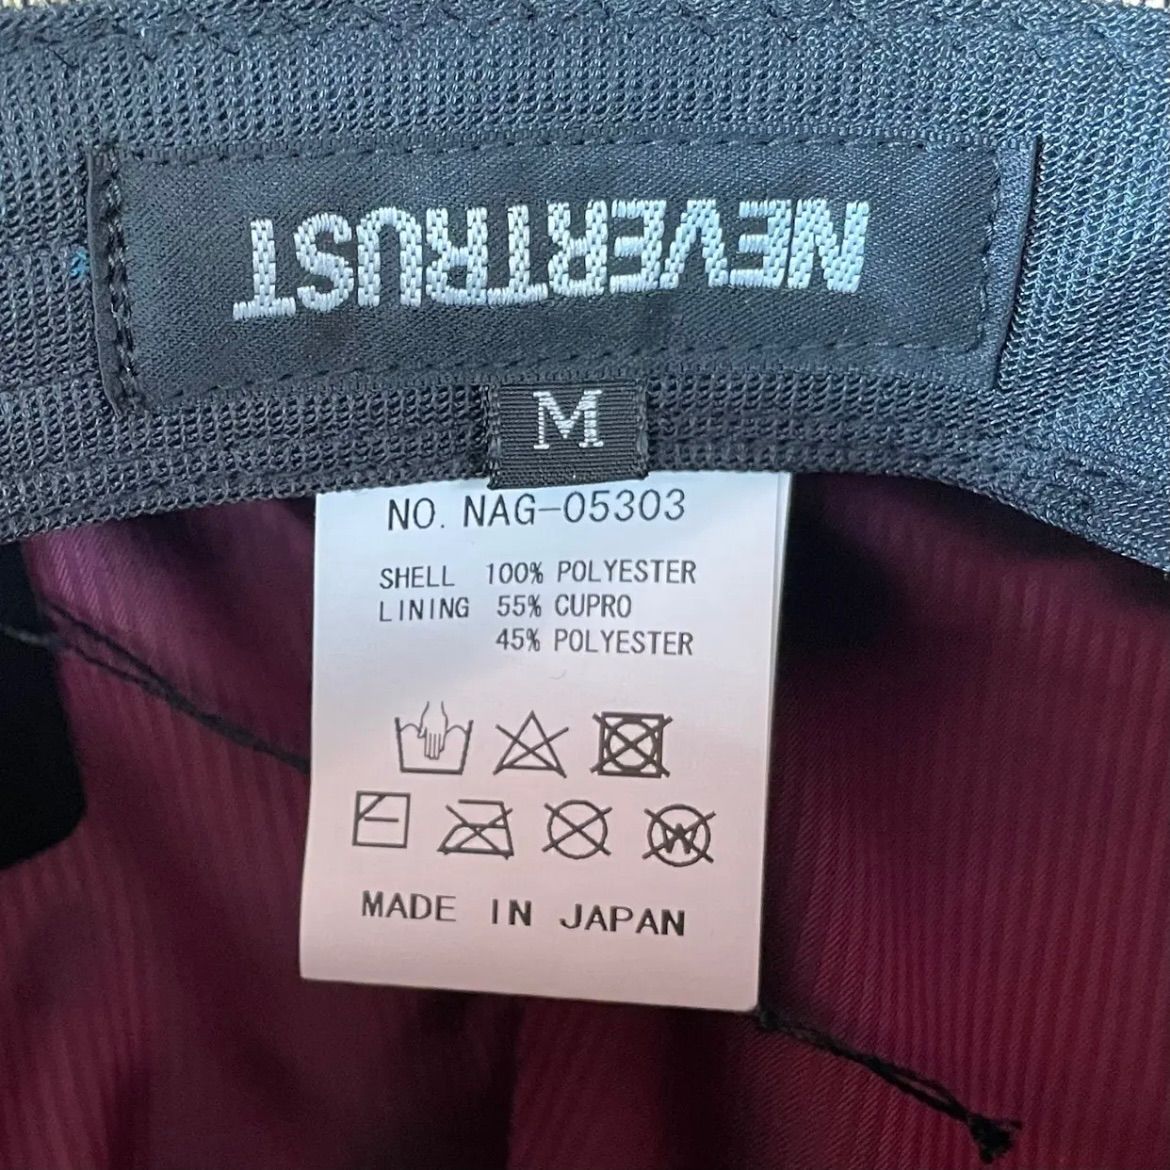 NEVERTRUST
M
NO. NAG-05303
SHELL 100% POLYESTER
LINING 55% CUPRO
45% POLYESTER
W
MADE IN JAPAN